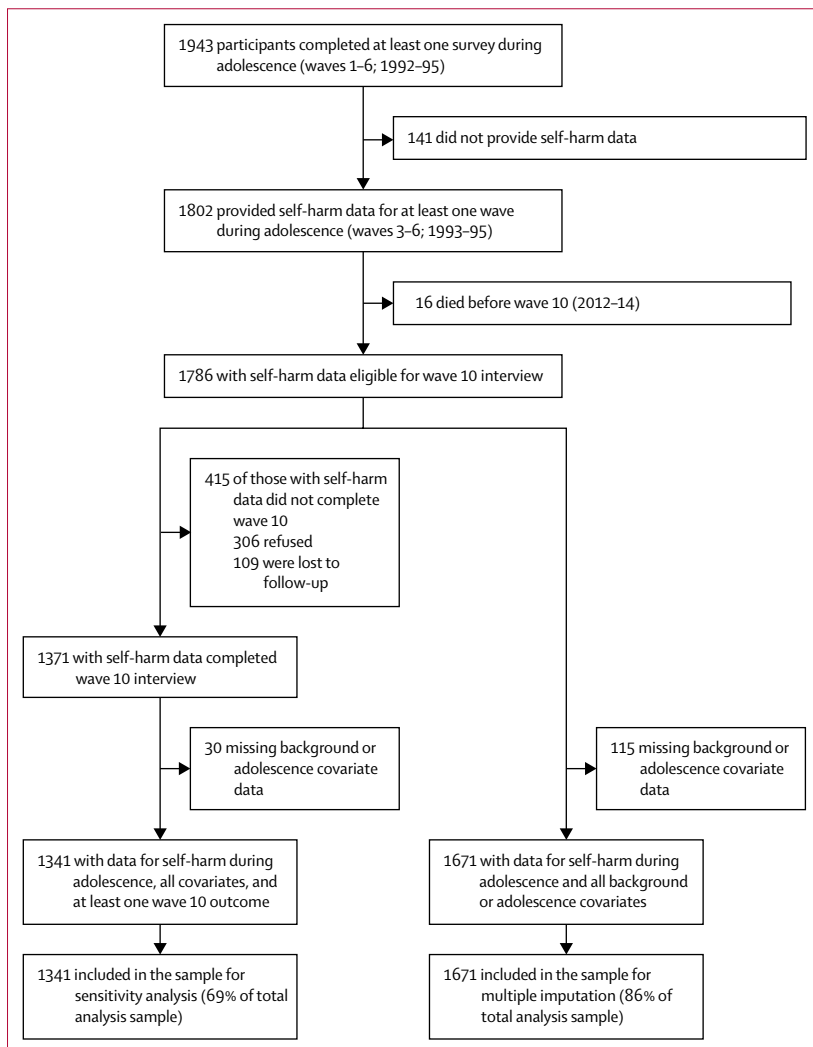 1943 participants completed at least one survey during
adolescence (waves 1–6; 1992–95)
141 did not provide self-harm data
1802 provided self-harm data for at least one wave
during adolescence (waves 3–6; 1993–95)
16 died before wave 10 (2012–14)
1786 with self-harm data eligible for wave 10 interview
415 of those with self-harm
data did not complete
wave 10
306 refused
109 were lost to
follow-up
1371 with self-harm data completed
wave 10 interview
30 missing background or
adolescence covariate
data
115 missing background or
adolescence covariate
data
1341 with data for self-harm during
adolescence, all covariates, and
at least one wave 10 outcome
1671 with data for self-harm during
adolescence and all background
or adolescence covariates
1341 included in the sample for
sensitivity analysis (69% of total
analysis sample)
1671 included in the sample for
multiple imputation (86% of
total analysis sample)